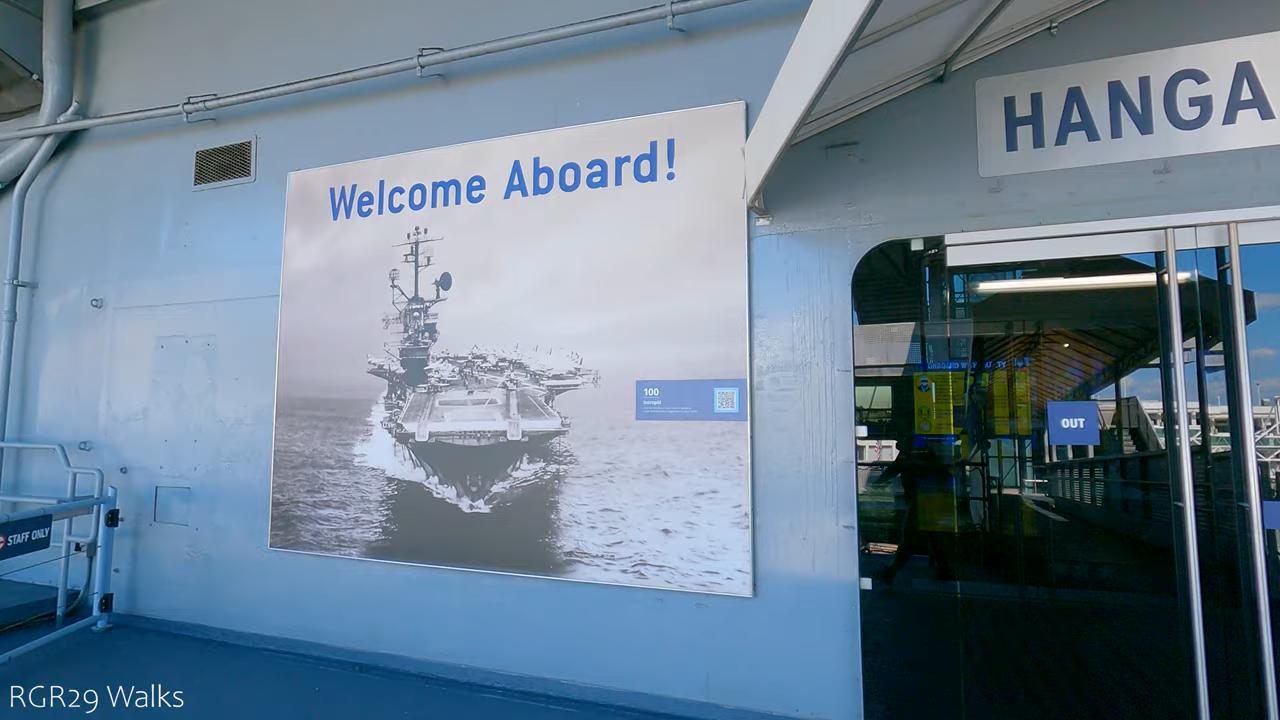 Welcome Aboard!
HANGA
100
Intrepid
OUT
STAFF ONLY
RGR29 Walks